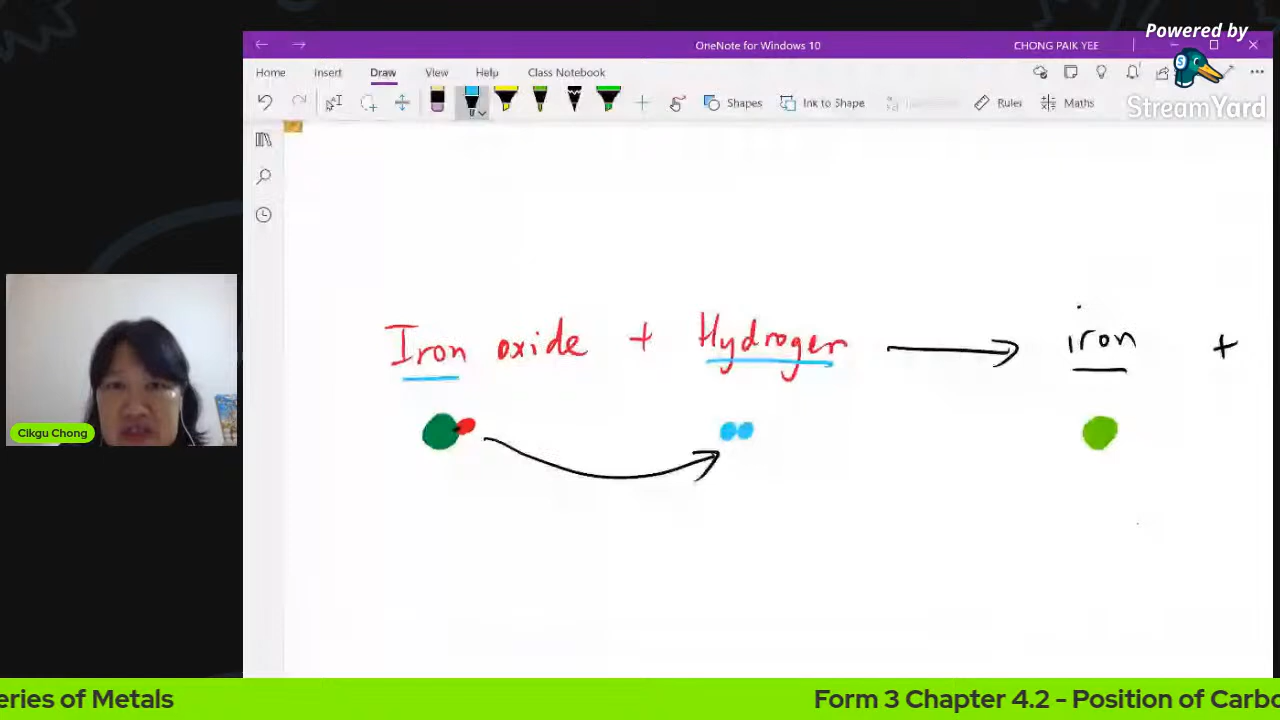 Powered by
StreamYard
OneNote for Windows 10
CHONG PAIK YEE
Home Insert Draw View Help Class Notebook
Shapes Ink to Shape Ruler Maths
Iron oxide + Hydrogen → iron +
Cikgu Chong
eries of Metals Form 3 Chapter 4.2 - Position of Carbo